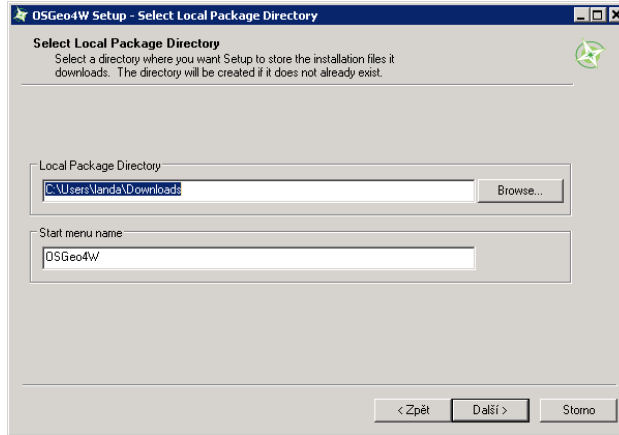 OSGeo4W Setup - Select Local Package Directory
Select Local Package Directory
Select a directory where you want Setup to store the installation files it
downloads. The directory will be created if it does not already exist.
Local Package Directory
C:\Users\landa\Downloads
Browse...
Start menu name
OSGeo4W
< Zpět
Další >
Storno